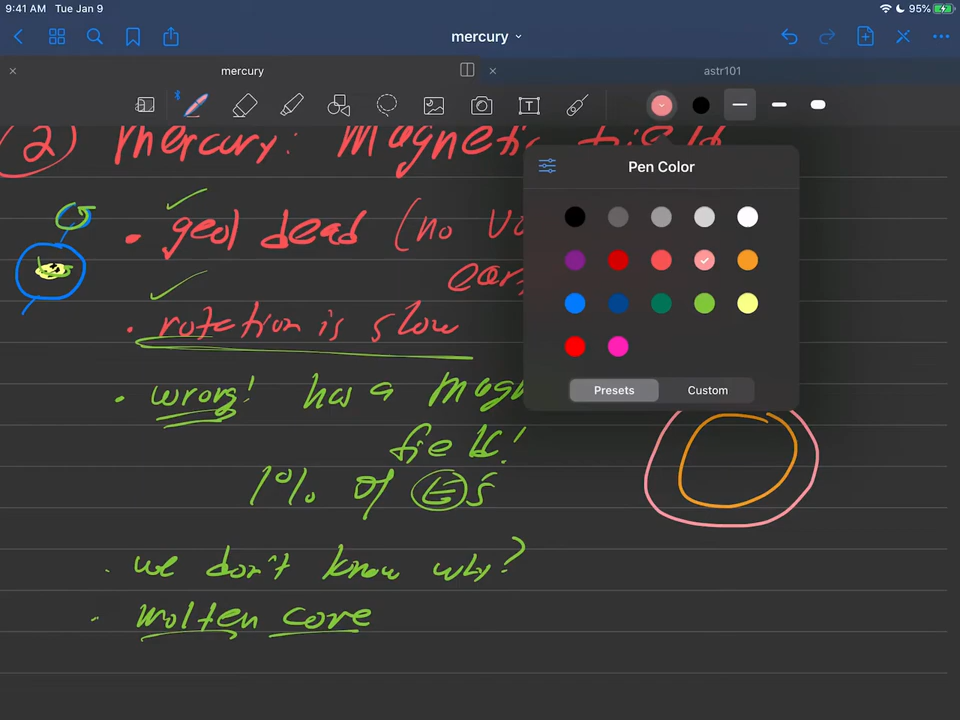 9:41 AM Tue Jan 9
95%
mercury
mercury
astr101
T
(2) mercury: Magnetic field
Pen Color
• geol dead (no
• rotation is slow
• wrong! has a
field!
1% of Ⓔ's
Presets Custom
• we don't know why?
• molten core